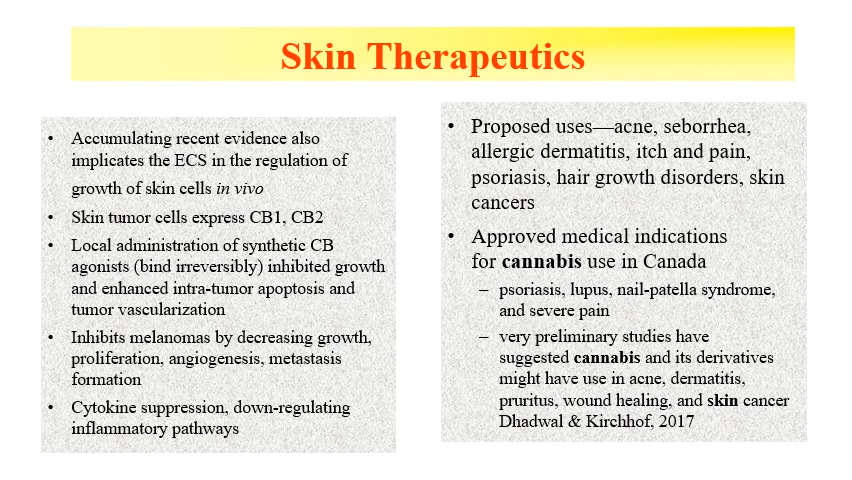 Skin Therapeutics
• Accumulating recent evidence also
implicates the ECS in the regulation of
growth of skin cells in vivo
• Skin tumor cells express CB1, CB2
• Local administration of synthetic CB
agonists (bind irreversibly) inhibited growth
and enhanced intra-tumor apoptosis and
tumor vascularization
• Inhibits melanomas by decreasing growth,
proliferation, angiogenesis, metastasis
formation
• Cytokine suppression, down-regulating
inflammatory pathways
• Proposed uses—acne, seborrhea,
allergic dermatitis, itch and pain,
psoriasis, hair growth disorders, skin
cancers
• Approved medical indications
for cannabis use in Canada
– psoriasis, lupus, nail-patella syndrome,
and severe pain
– very preliminary studies have
suggested cannabis and its derivatives
might have use in acne, dermatitis,
pruritus, wound healing, and skin cancer
Dhadwal & Kirchhof, 2017